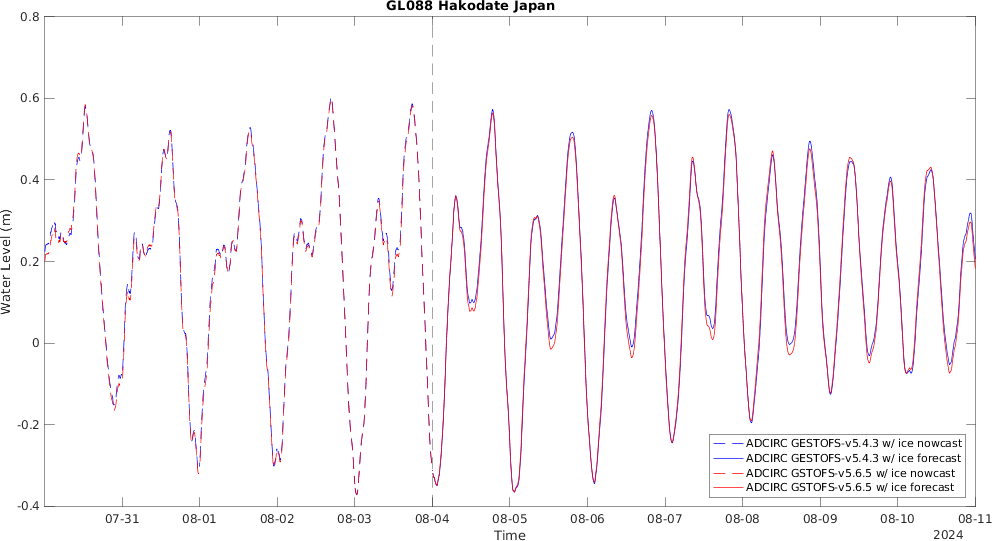 GL088 Hakodate Japan
0.8
0.6
0.4
0.2
0
-0.2
-0.4
Water Level (m)
ADCIRC GESTOFS-v5.4.3 w/ ice nowcast
ADCIRC GESTOFS-v5.4.3 w/ ice forecast
ADCIRC GSTOFS-v5.6.5 w/ ice nowcast
ADCIRC GSTOFS-v5.6.5 w/ ice forecast
07-31 08-01 08-02 08-03 08-04 08-05 08-06 08-07 08-08 08-09 08-10 08-11
Time
2024